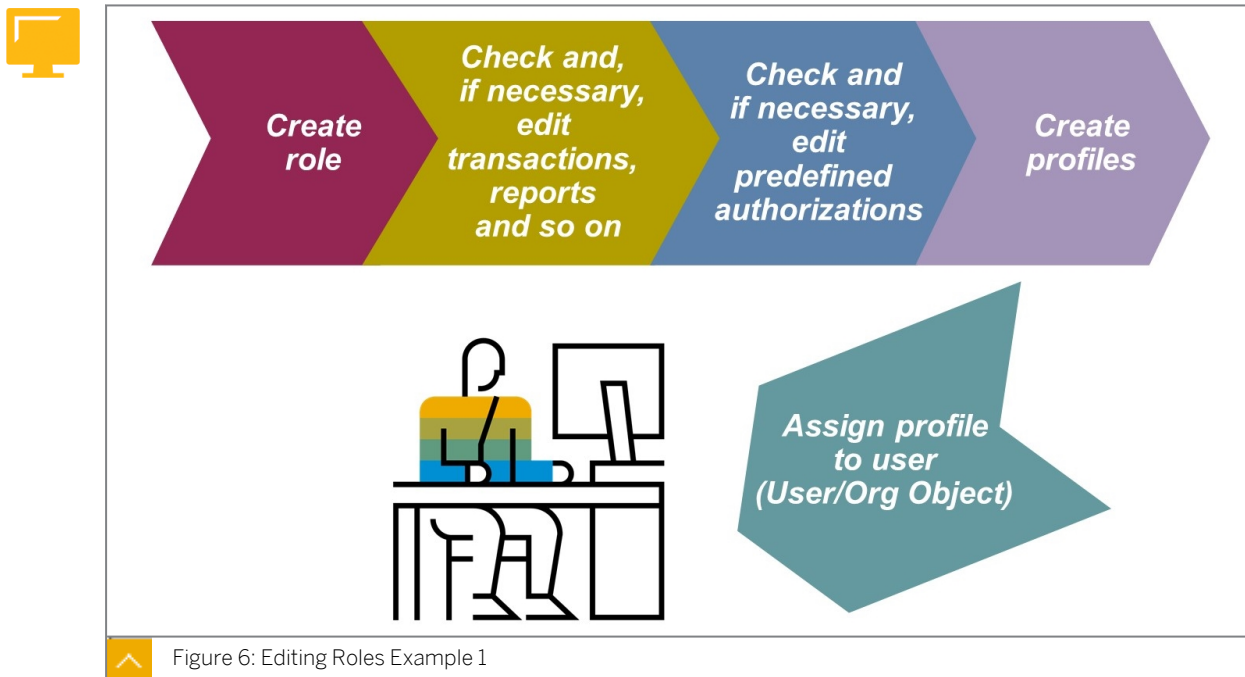 Create
role
Check and,
if necessary,
edit
transactions,
reports
and so on
Check and
if necessary,
edit
predefined
authorizations
Create
profiles
Assign profile
to user
(User/Org Object)
Figure 6: Editing Roles Example 1